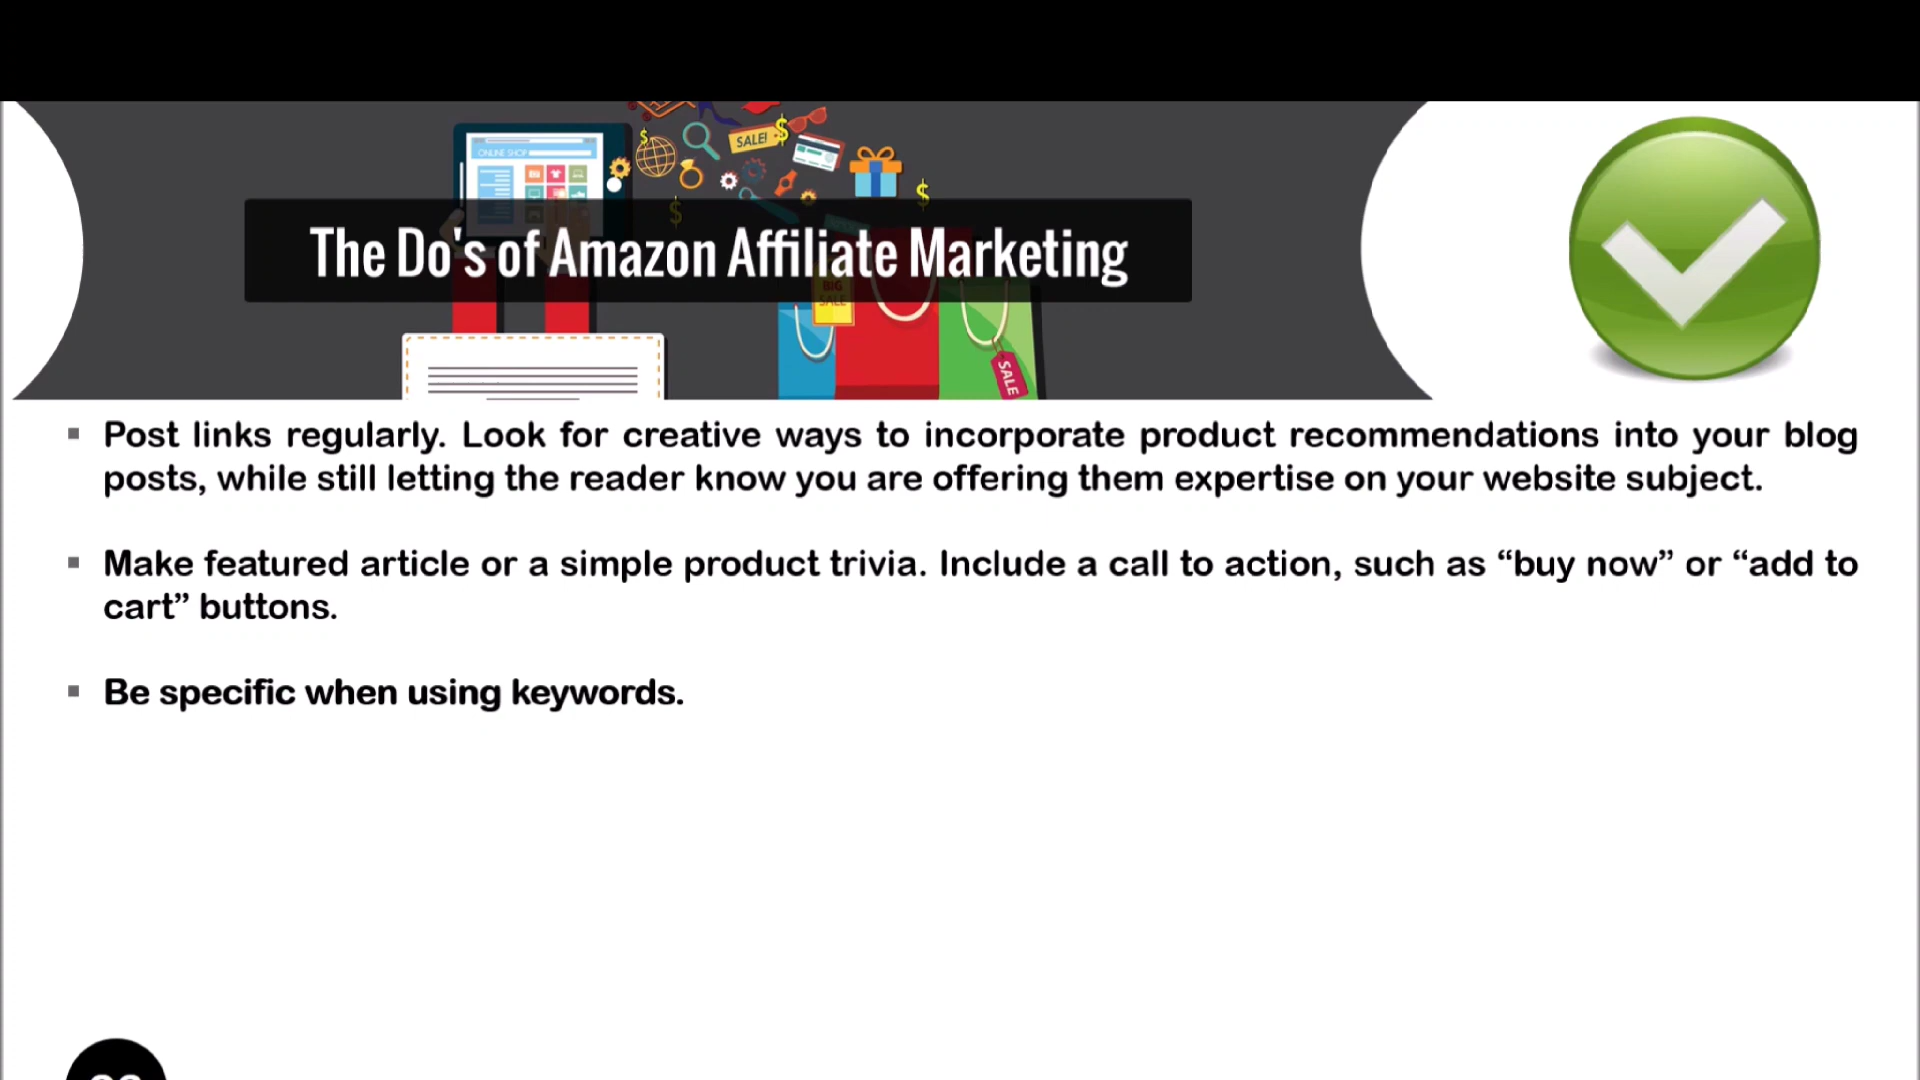 ONLINE SHOP
SALE!
The Do's of Amazon Affiliate Marketing
BIG
SALE
SALE
▪ Post links regularly. Look for creative ways to incorporate product recommendations into your blog
posts, while still letting the reader know you are offering them expertise on your website subject.
▪ Make featured article or a simple product trivia. Include a call to action, such as “buy now” or “add to
cart” buttons.
▪ Be specific when using keywords.